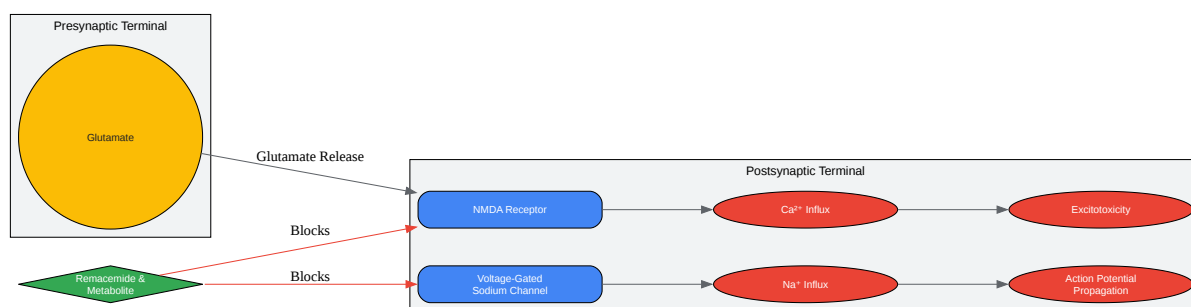 Presynaptic Terminal
Glutamate
Glutamate Release
Postsynaptic Terminal
NMDA Receptor
Ca²⁺ Influx
Excitotoxicity
Blocks
Remacemide &
Metabolite
Blocks
Voltage-Gated
Sodium Channel
Na⁺ Influx
Action Potential
Propagation